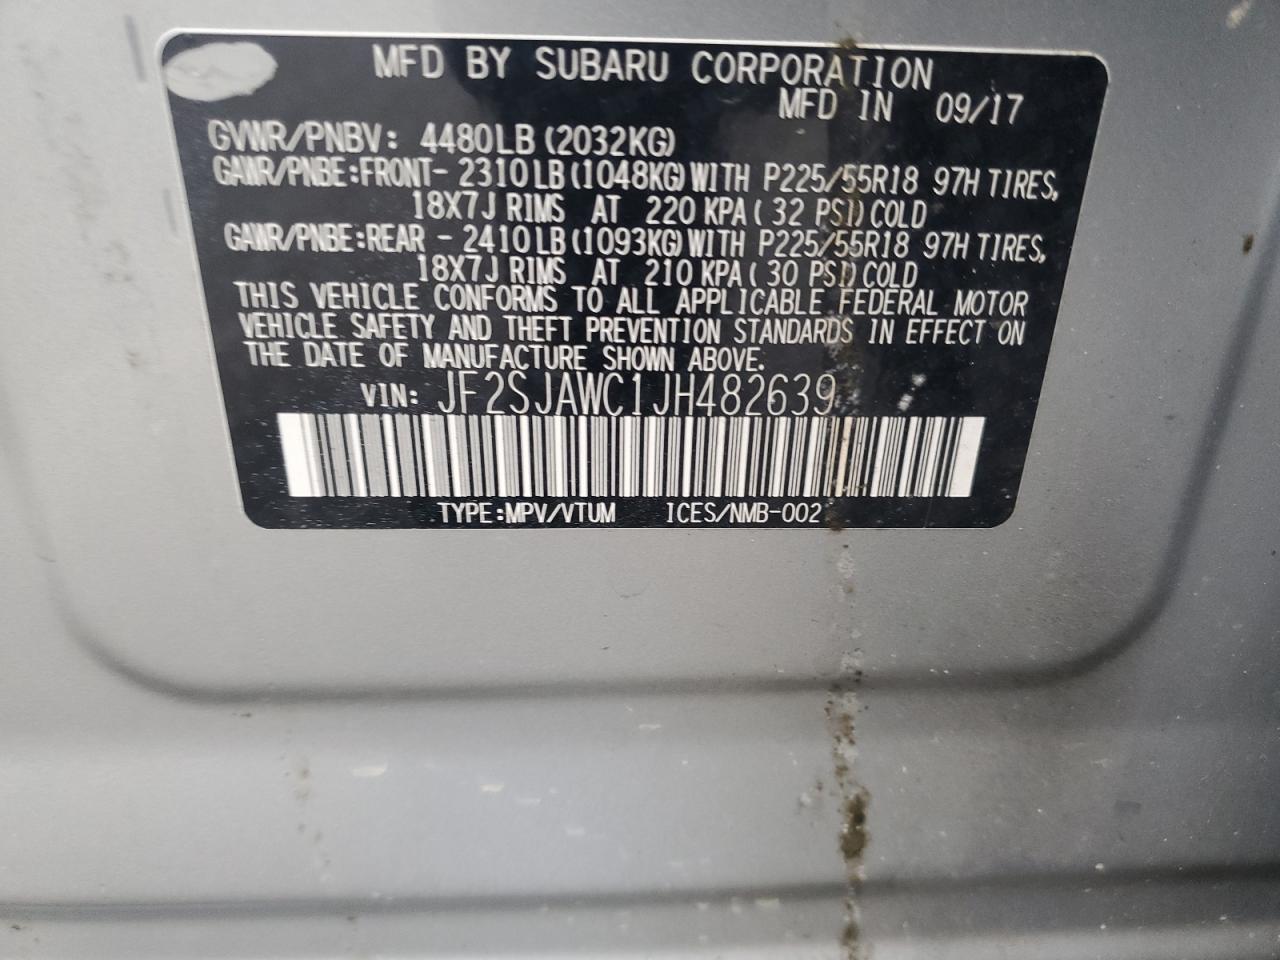 MFD BY SUBARU CORPORATION
MFD IN 09/17
GVWR/PNBV: 4480LB(2032KG)
GAWR/PNBE:FRONT- 2310LB(1048KG)WITH P225/55R18 97H TIRES,
18X7J RIMS AT 220 KPA( 32 PSI)COLD
GAWR/PNBE:REAR - 2410LB(1093KG)WITH P225/55R18 97H TIRES,
18X7J RIMS AT 210 KPA( 30 PSI)COLD
THIS VEHICLE CONFORMS TO ALL APPLICABLE FEDERAL MOTOR
VEHICLE SAFETY AND THEFT PREVENTION STANDARDS IN EFFECT ON
THE DATE OF MANUFACTURE SHOWN ABOVE.
VIN: JF2SJAWC1JH482639
TYPE:MPV/VTUM ICES/NMB-002